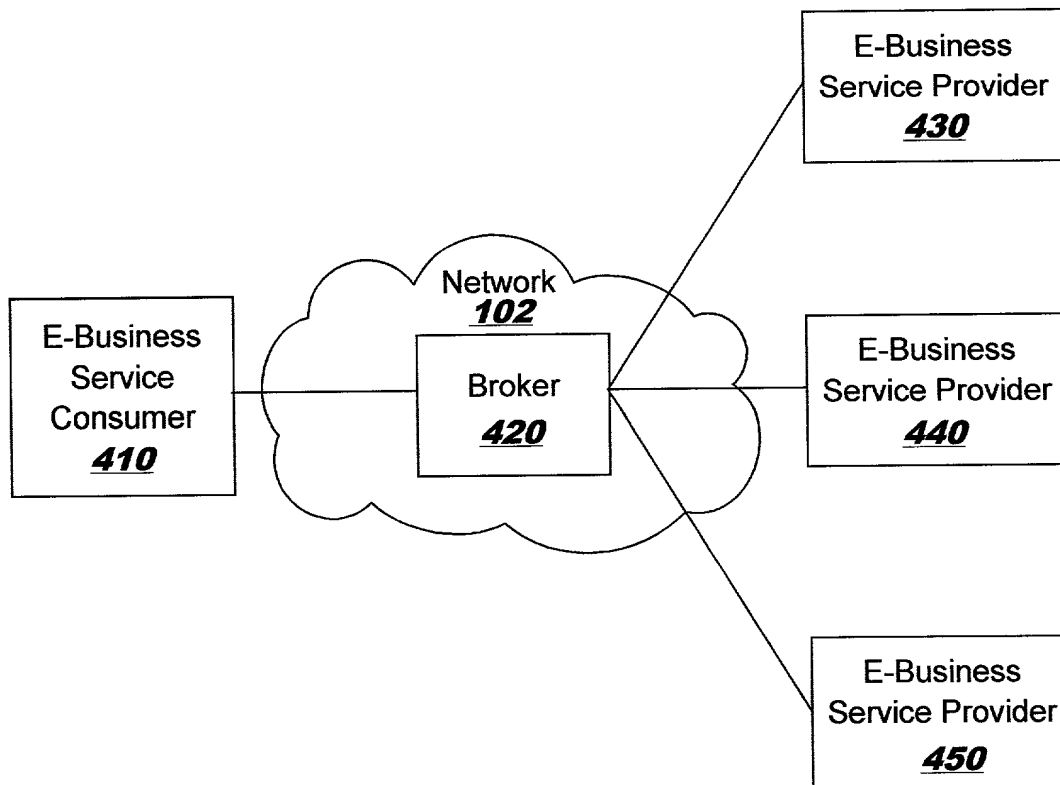 E-Business
Service Provider
430
Network
102
E-Business
Service
Consumer
410
Broker
420
E-Business
Service Provider
440
E-Business
Service Provider
450